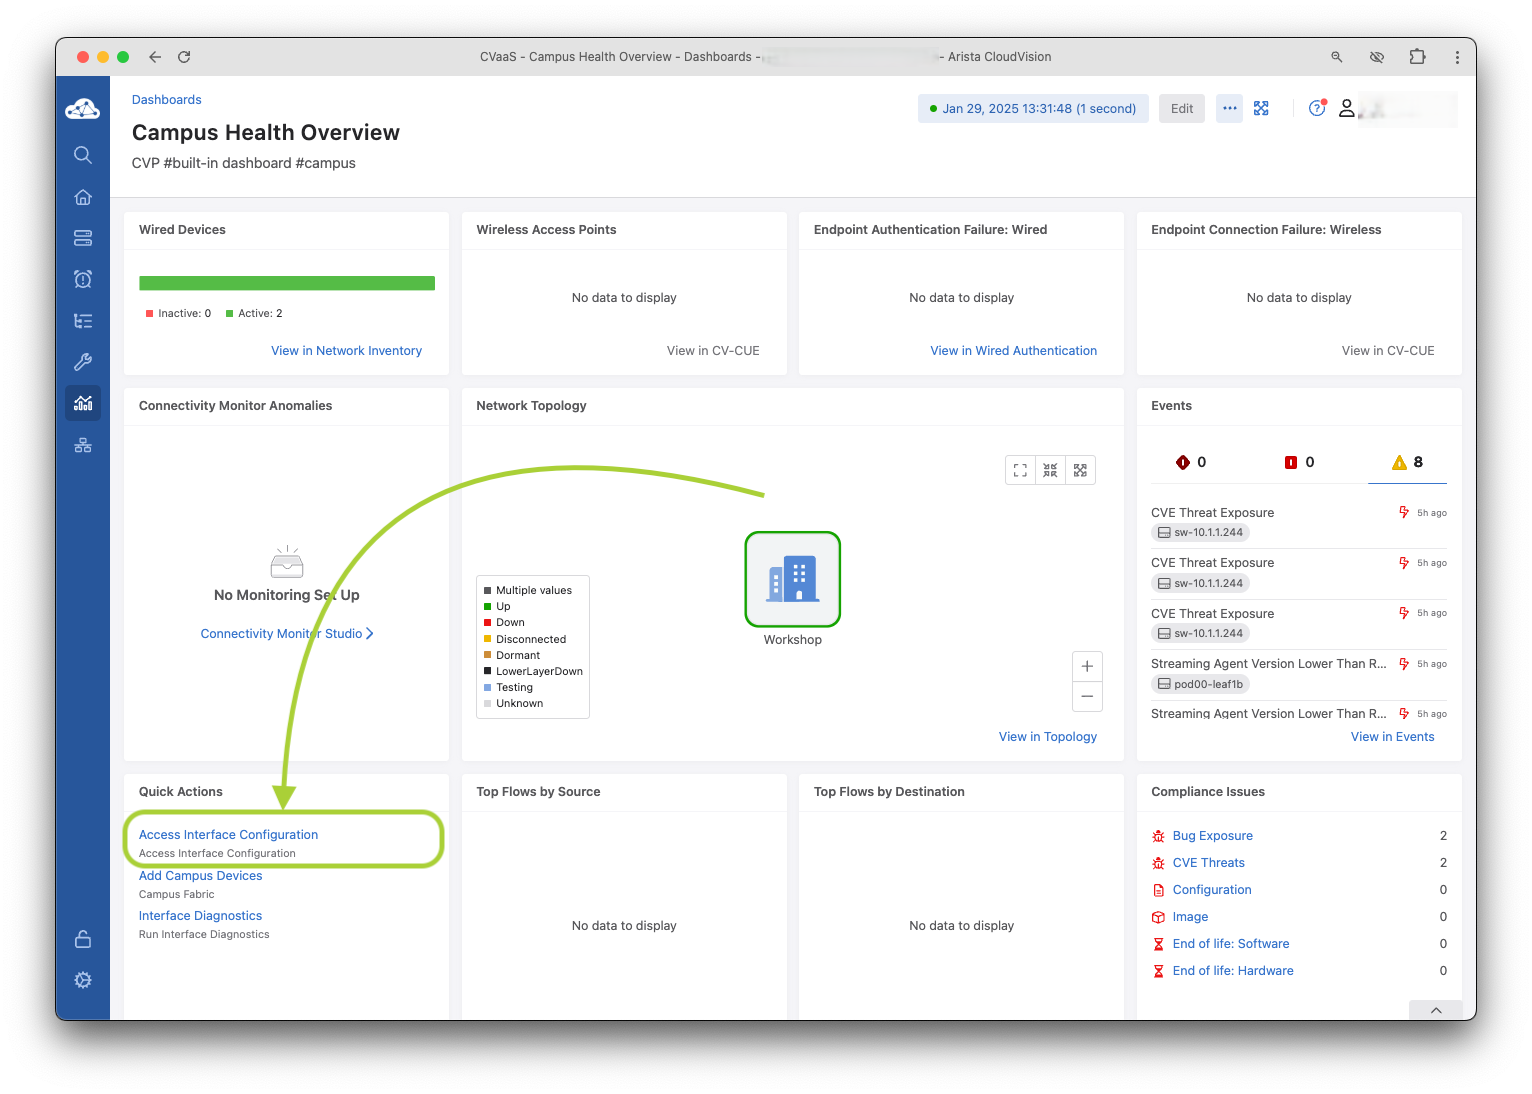 CVaaS - Campus Health Overview - Dashboards -
- Arista CloudVision
Dashboards
Jan 29, 2025 13:31:48 (1 second)
Edit
Campus Health Overview
CVP #built-in dashboard #campus
Wired Devices
Inactive: 0
Active: 2
View in Network Inventory
Wireless Access Points
No data to display
View in CV-CUE
Endpoint Authentication Failure: Wired
No data to display
View in Wired Authentication
Endpoint Connection Failure: Wireless
No data to display
View in CV-CUE
Connectivity Monitor Anomalies
No Monitoring Set Up
Connectivity Monitor Studio
Network Topology
Multiple values
Up
Down
Disconnected
Dormant
LowerLayerDown
Testing
Unknown
Workshop
View in Topology
Events
0
0
8
CVE Threat Exposure
5h ago
sw-10.1.1.244
CVE Threat Exposure
5h ago
sw-10.1.1.244
CVE Threat Exposure
5h ago
sw-10.1.1.244
Streaming Agent Version Lower Than R...
5h ago
pod00-leaf1b
Streaming Agent Version Lower Than R...
5h ago
View in Events
Quick Actions
Access Interface Configuration
Access Interface Configuration
Add Campus Devices
Campus Fabric
Interface Diagnostics
Run Interface Diagnostics
Top Flows by Source
No data to display
Top Flows by Destination
No data to display
Compliance Issues
Bug Exposure 2
CVE Threats 2
Configuration 0
Image 0
End of life: Software 0
End of life: Hardware 0